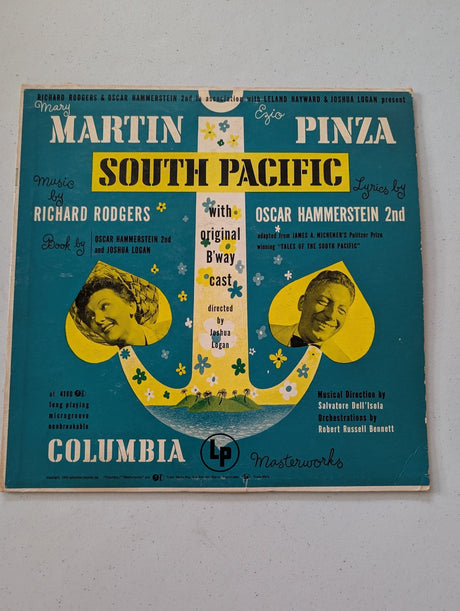 RICHARD RODGERS & OSCAR HAMMERSTEIN 2nd in association with LELAND HAYWARD & JOSHUA LOGAN present
Mary
MARTIN
Ezio
PINZA
SOUTH PACIFIC
Music
by
RICHARD RODGERS
Lyrics by
OSCAR HAMMERSTEIN 2nd
adapted from JAMES A. MICHENER'S Pulitzer Prize
winning "TALES OF THE SOUTH PACIFIC"
Book by
OSCAR HAMMERSTEIN 2nd
and JOSHUA LOGAN
with
original
B'way
cast
directed
by
Joshua
Logan
long playing
microgroove
nonbreakable
Musical Direction by
Salvatore Dell'Isola
Orchestrations by
Robert Russell Bennett
COLUMBIA
LP
Masterworks